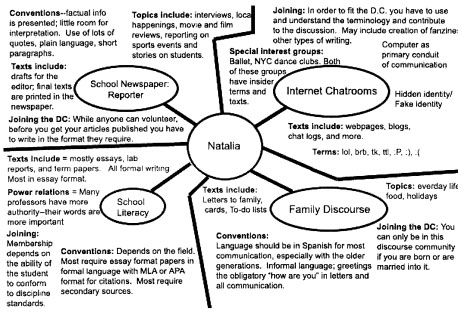 Conventions--factual info
is presented; little room for
interpretation. Use of lots of
quotes, plain language, short
paragraphs.
Texts include:
drafts for the
editor; final texts
are printed in the
newspaper.
Joining the DC: While anyone can volunteer,
before you get your articles published you have
to write in the format they require.
Topics include: interviews, local
happenings, movie and film
reviews, reporting on
sports events and
stories on students.
School Newspaper:
Reporter
Joining: In order to fit the D.C. you have to use
and understand the terminology and contribute
to the discussion. May include creation of fanzines
other types of writing.
Special interest groups:
Ballet, NYC dance clubs. Both
of these groups
have insider
terms and
texts.
Computer as
primary conduit
of communication
Internet Chatrooms
Hidden identity/
Fake identity
Texts include: webpages, blogs,
chat logs, and more.
Terms: lol, brb, tk, ttl, :P, :), :(
Natalia
Texts Include = mostly essays, lab
reports, and term papers. All formal writing
Most in essay format.
Power relations = Many
professors have more
authority–their words are
more important
School
Literacy
Joining:
Membership
depends on
the ability of
the student
to conform
to discipline
standards.
Conventions: Depends on the field.
Most require essay format papers in
formal language with MLA or APA
format for citations. Most require
secondary sources.
Texts include:
Letters to family,
cards, To-do lists
Family Discourse
Topics: everday life
food, holidays
Joining the DC: You
can only be in this
discourse community
if you are born or are
married into it.
Conventions:
Language should be in Spanish for most
communication, especially with the older
generations. Informal language; greetings
the obligatory "how are you" in letters and
all communication.